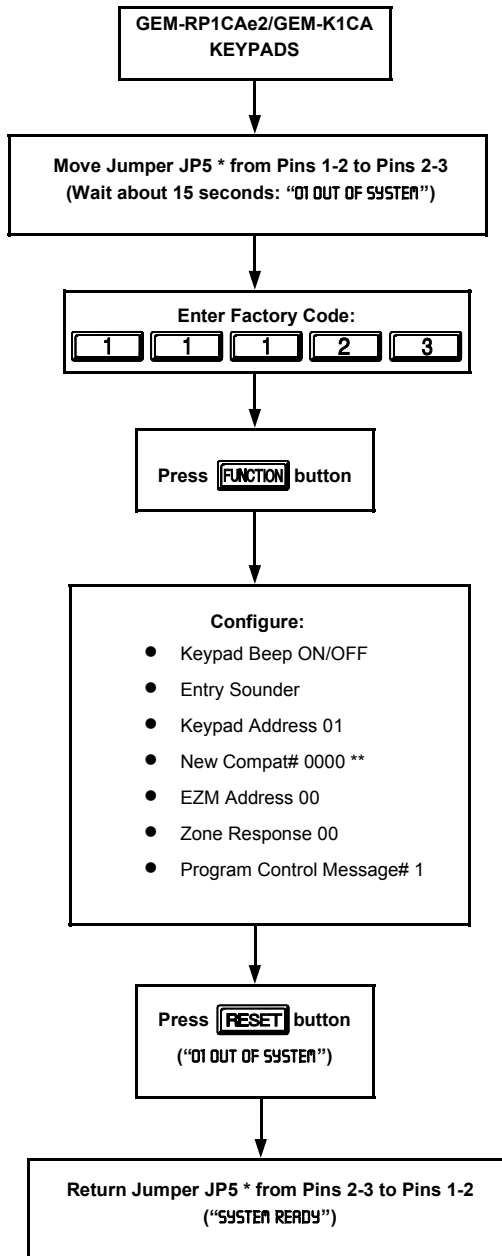 GEM-RP1CAe2/GEM-K1CA
KEYPADS
Move Jumper JP5 * from Pins 1-2 to Pins 2-3
(Wait about 15 seconds: “01 OUT OF SYSTEM”)
Enter Factory Code:
1 1 1 2 3
Press FUNCTION button
Configure:
● Keypad Beep ON/OFF
● Entry Sounder
● Keypad Address 01
● New Compat# 0000 **
● EZM Address 00
● Zone Response 00
● Program Control Message# 1
Press RESET button
(“01 OUT OF SYSTEM”)
Return Jumper JP5 * from Pins 2-3 to Pins 1-2
(“SYSTEM READY”)